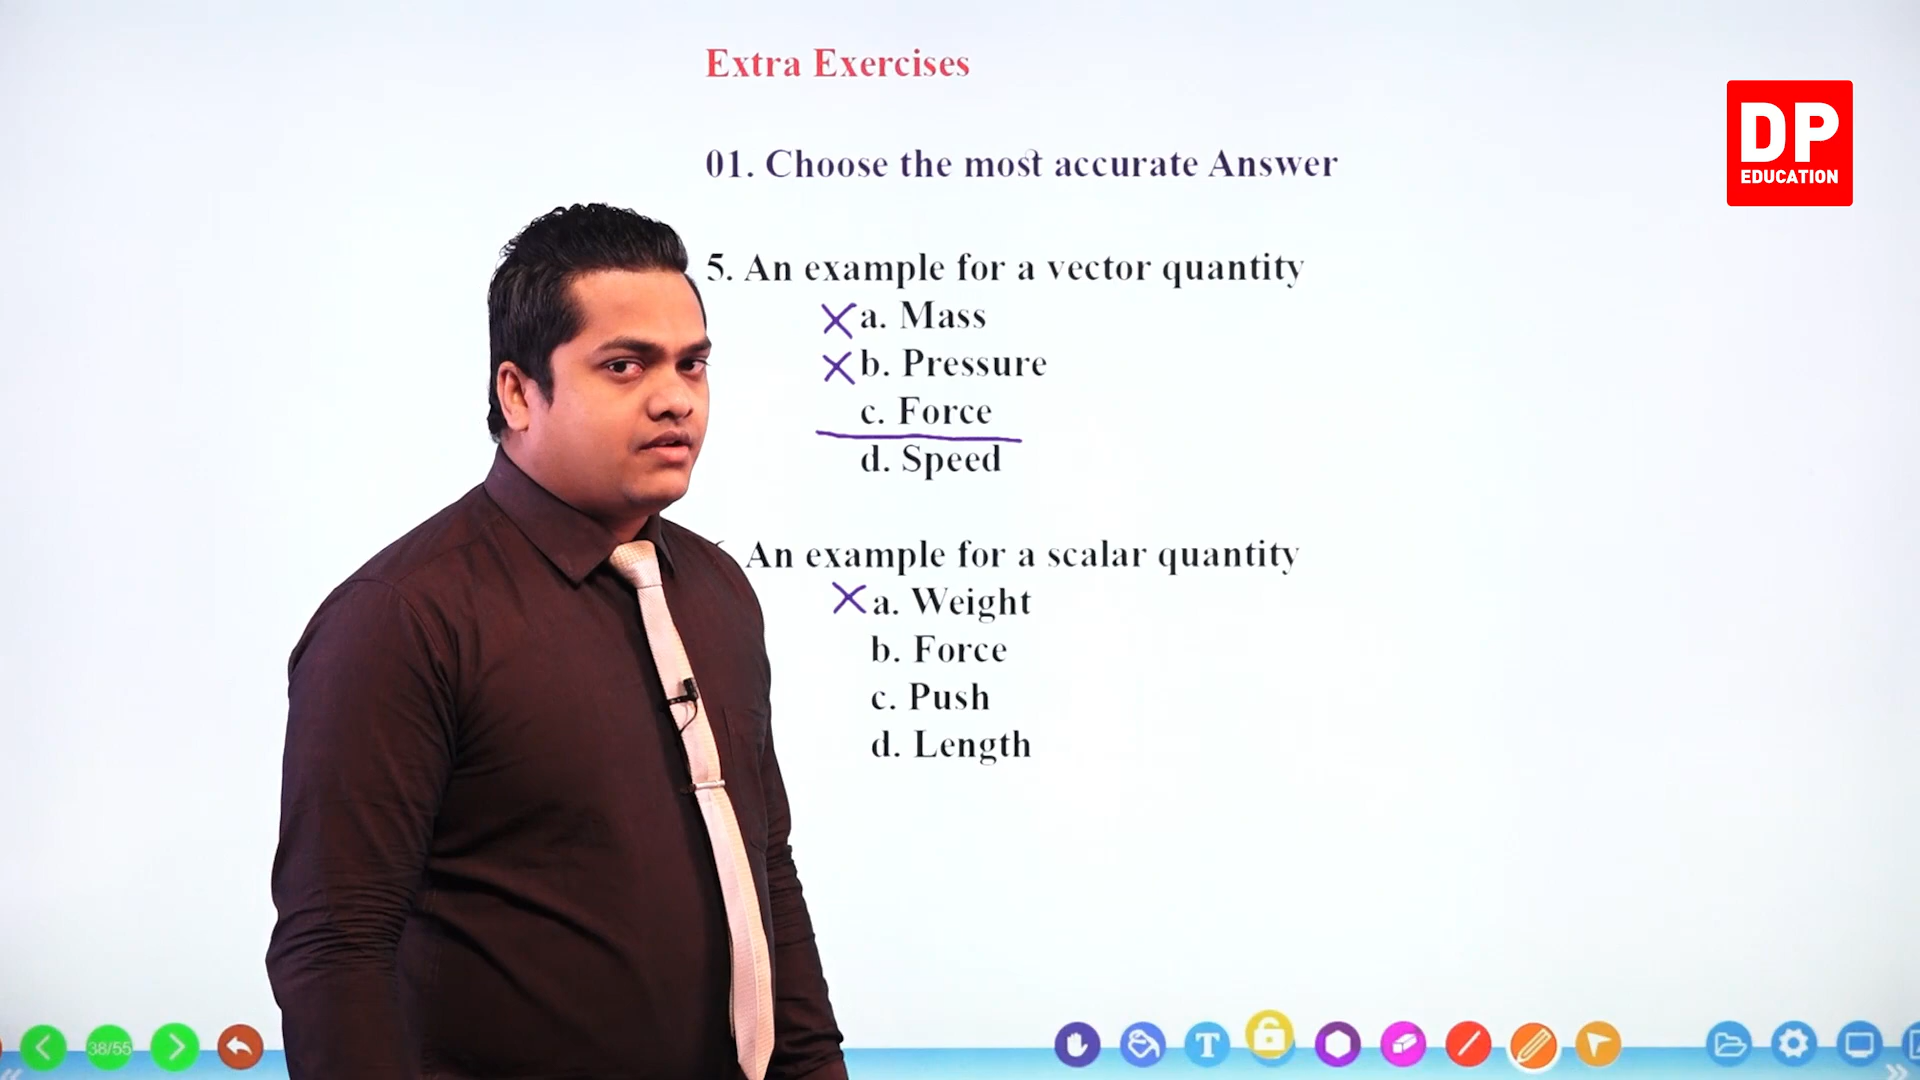 Extra Exercises
DP
EDUCATION
01. Choose the most accurate Answer
5. An example for a vector quantity
a. Mass
b. Pressure
c. Force
d. Speed
An example for a scalar quantity
a. Weight
b. Force
c. Push
d. Length
38/55
T